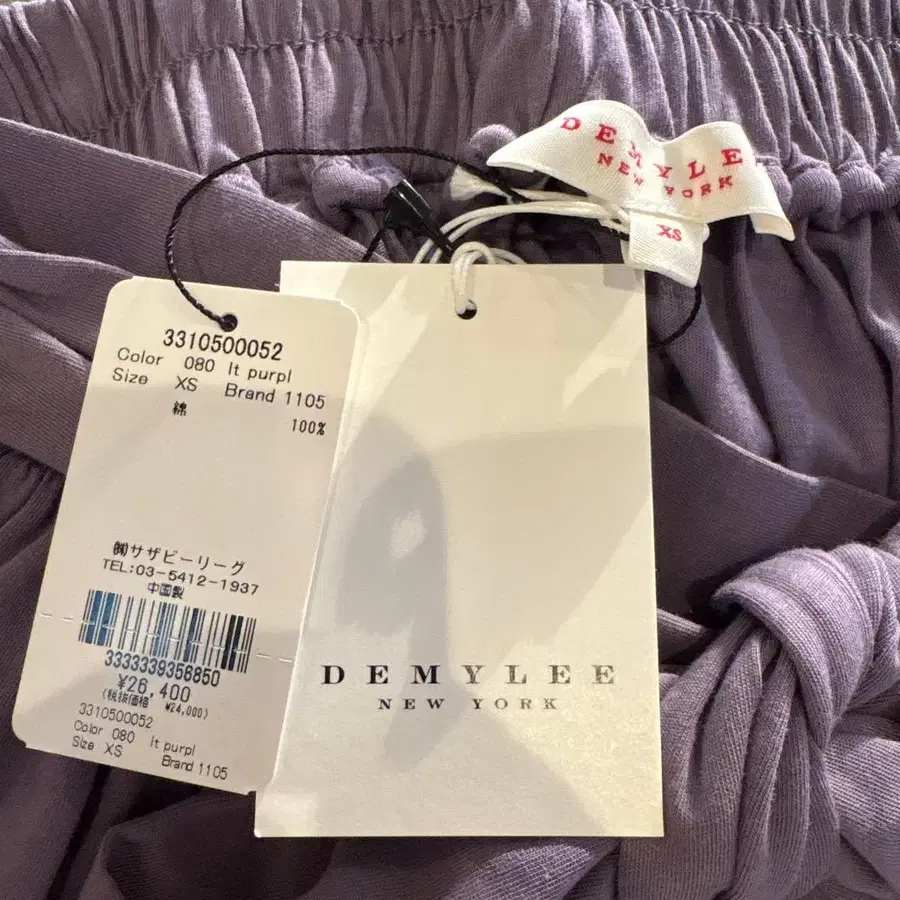 DEMYLEE
NEW YORK
XS
3310500052
Color 080 lt purpl
Size XS Brand 1105
綿 100%
㈱サザビーリーグ
TEL:03-5412-1937
中国製
3333339356850
¥26,400
(税抜価格 ¥24,000)
3310500052
Color 080 lt purpl
Size XS Brand 1105
DEMYLEE
NEW YORK